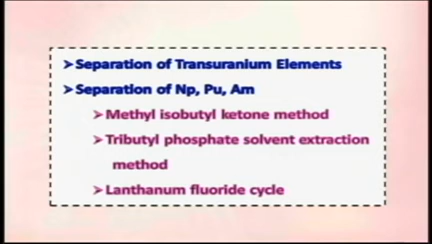 ➢Separation of Transuranium Elements
➢Separation of Np, Pu, Am
➢Methyl isobutyl ketone method
➢Tributyl phosphate solvent extraction
method
➢Lanthanum fluoride cycle